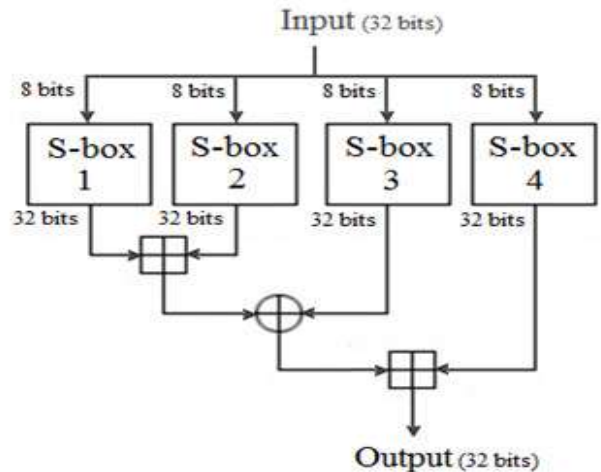 Input (32 bits)
8 bits 8 bits 8 bits 8 bits
S-box 1
S-box 2
S-box 3
S-box 4
32 bits 32 bits 32 bits 32 bits
Output (32 bits)